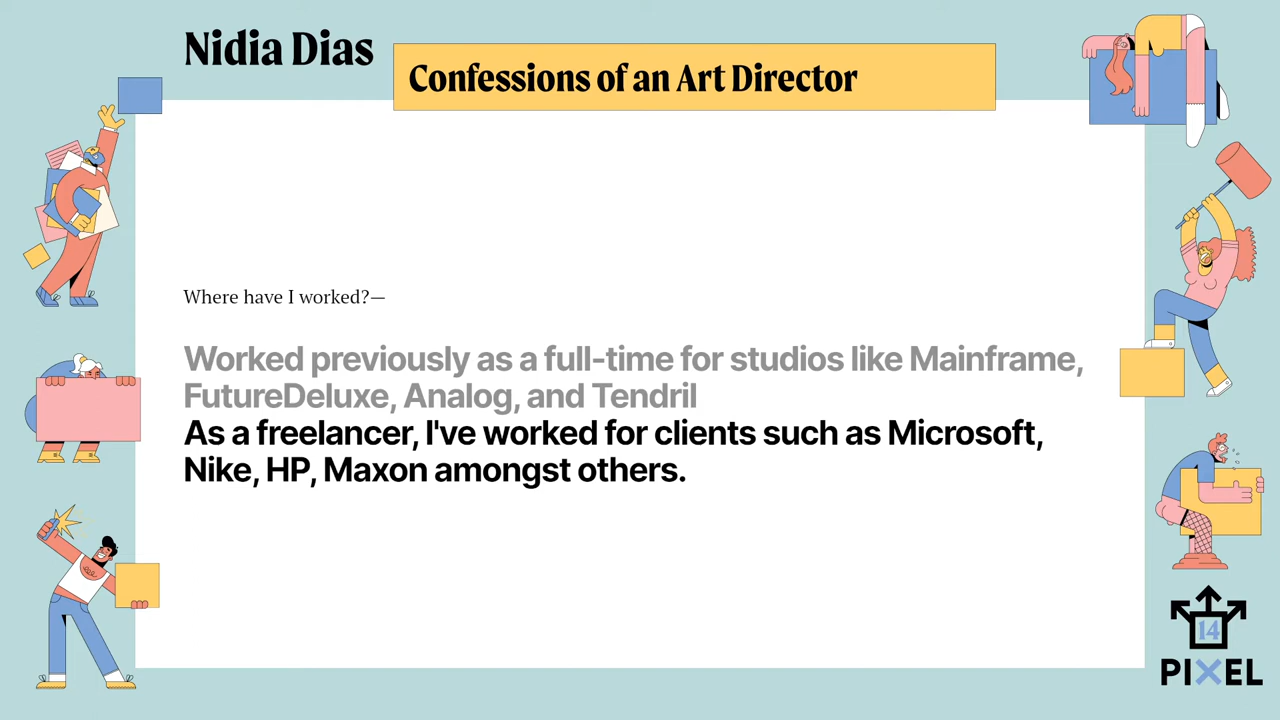 Nidia Dias
Confessions of an Art Director
Where have I worked?—
Worked previously as a full-time for studios like Mainframe,
FutureDeluxe, Analog, and Tendril
As a freelancer, I've worked for clients such as Microsoft,
Nike, HP, Maxon amongst others.
14
PIXEL